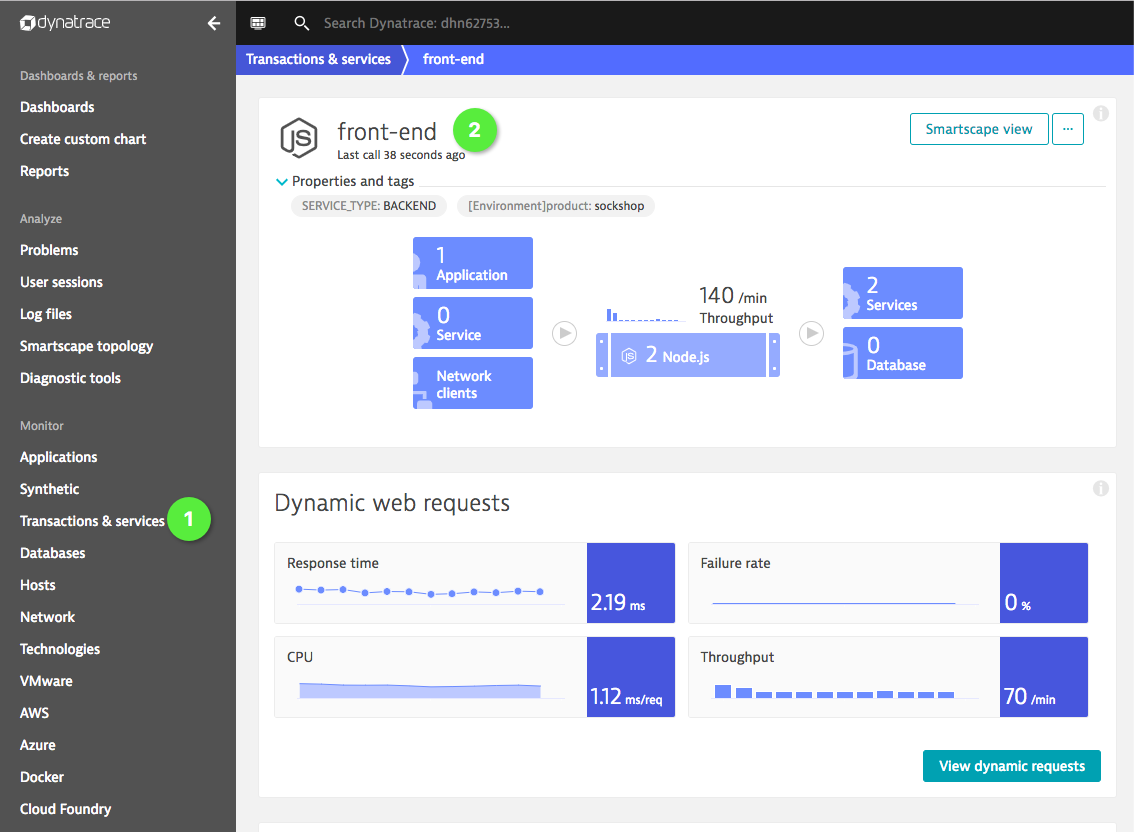 dynatrace
Search Dynatrace: dhn62753...
Dashboards & reports
Dashboards
Create custom chart
Reports
Analyze
Problems
User sessions
Log files
Smartscape topology
Diagnostic tools
Monitor
Applications
Synthetic
Transactions & services
1
Databases
Hosts
Network
Technologies
VMware
AWS
Azure
Docker
Cloud Foundry
Transactions & services front-end
JS
front-end
2
Last call 38 seconds ago
Smartscape view
...
Properties and tags
SERVICE_TYPE: BACKEND [Environment]product: sockshop
1
Application
0
Service
Network
clients
140 /min
Throughput
JS 2 Node.js
2
Services
0
Database
Dynamic web requests
Response time
2.19 ms
Failure rate
0 %
CPU
1.12 ms/req
Throughput
70 /min
View dynamic requests